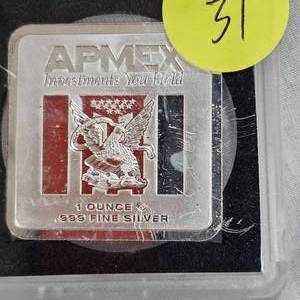 31
APMEX
Investments You Hold
1 OUNCE
.999 FINE SILVER